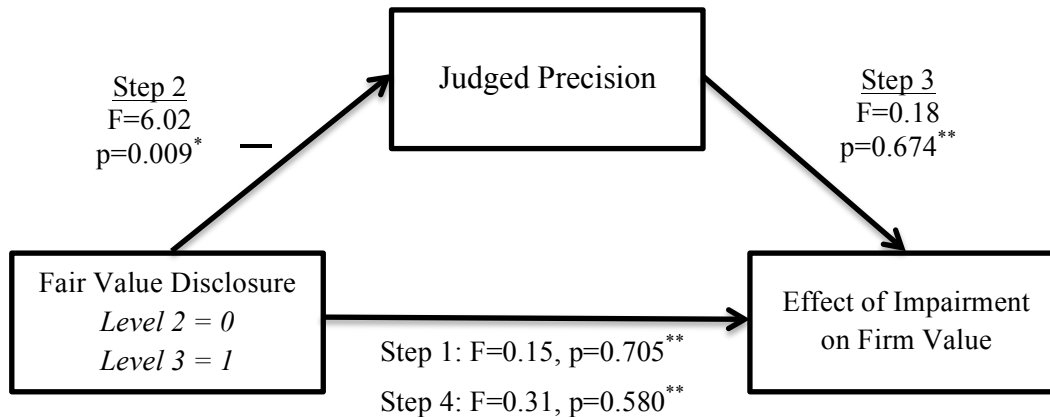 Judged Precision
Step 2
F=6.02
p=0.009*
—
Step 3
F=0.18
p=0.674**
Fair Value Disclosure
Level 2 = 0
Level 3 = 1
Effect of Impairment
on Firm Value
Step 1: F=0.15, p=0.705**
Step 4: F=0.31, p=0.580**